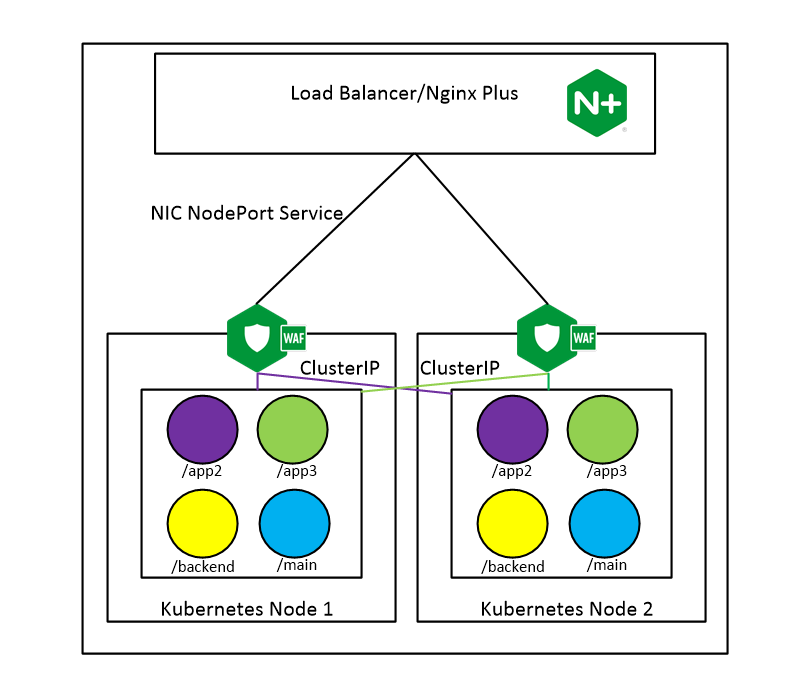 Load Balancer/Nginx Plus
N+
NIC NodePort Service
WAF
WAF
ClusterIP
ClusterIP
/app2
/app3
/app2
/app3
/backend
/main
/backend
/main
Kubernetes Node 1
Kubernetes Node 2